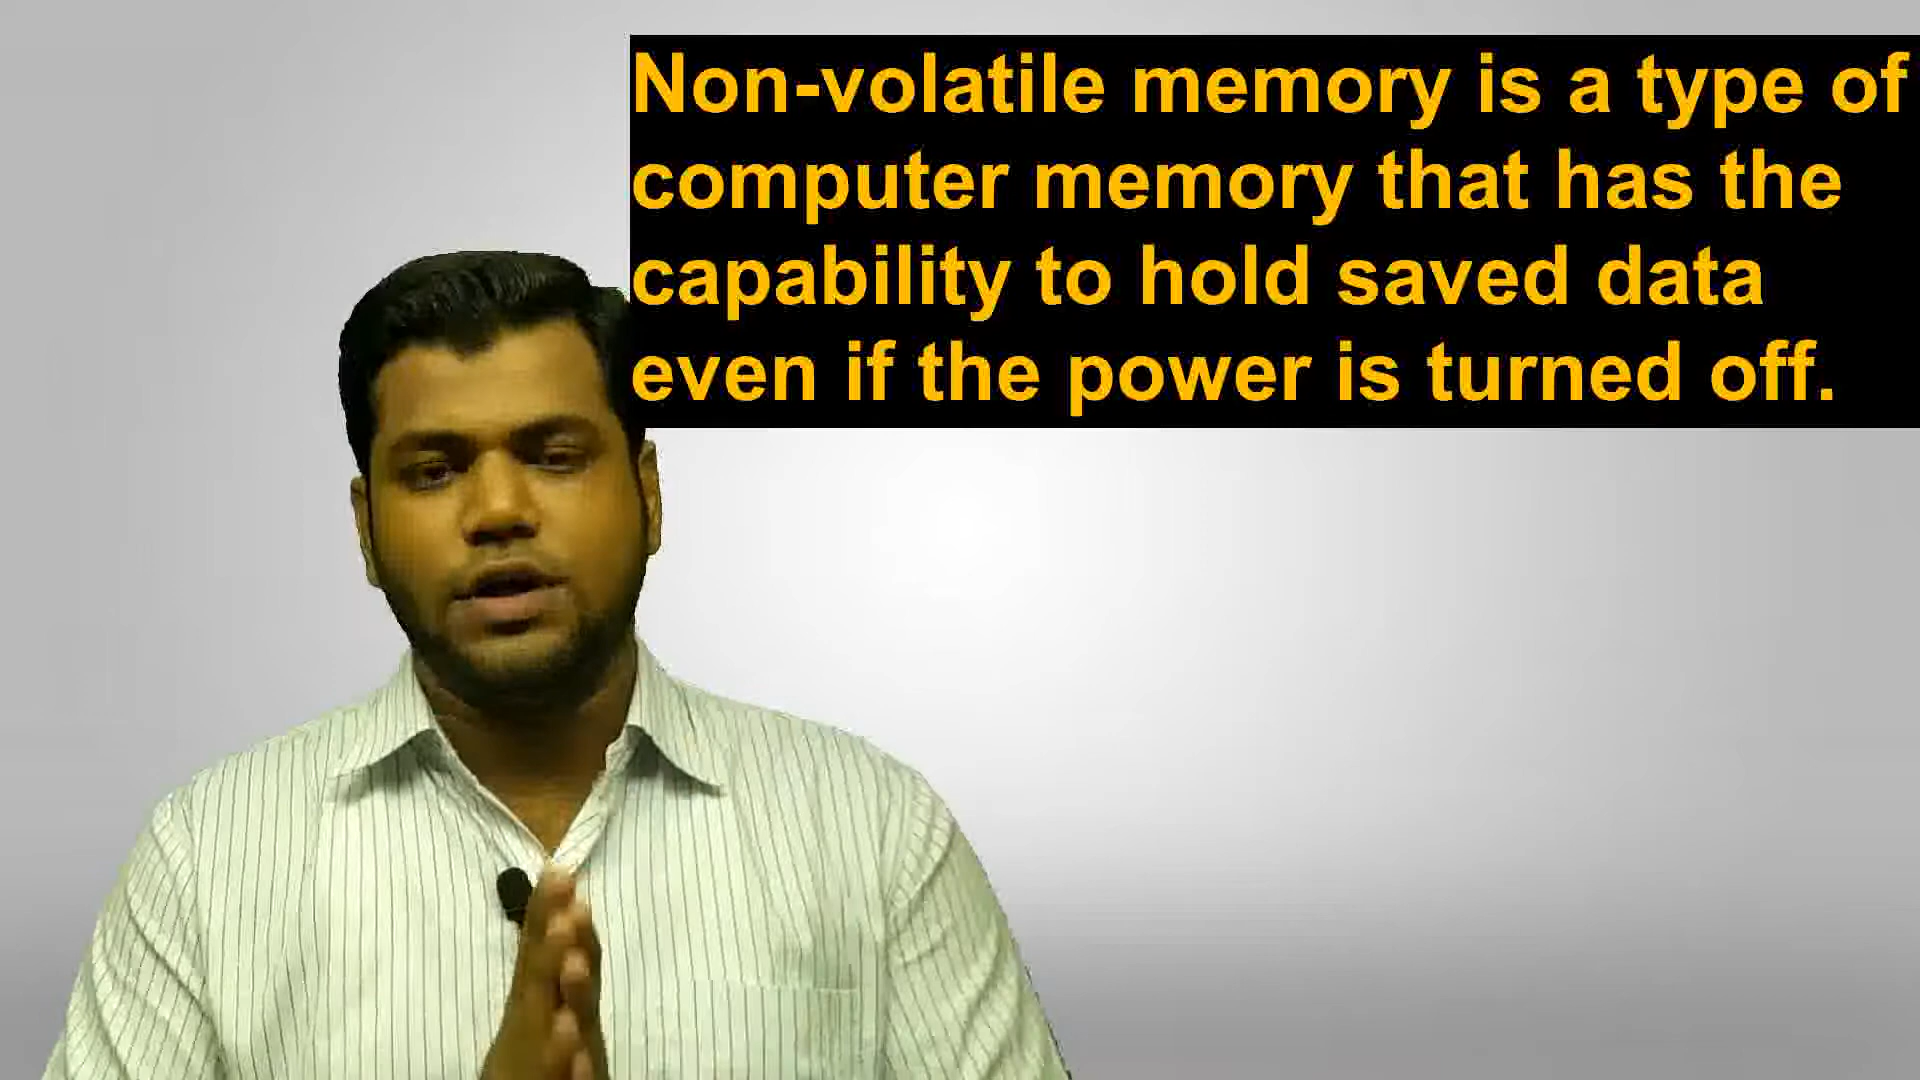 Non-volatile memory is a type of
computer memory that has the
capability to hold saved data
even if the power is turned off.